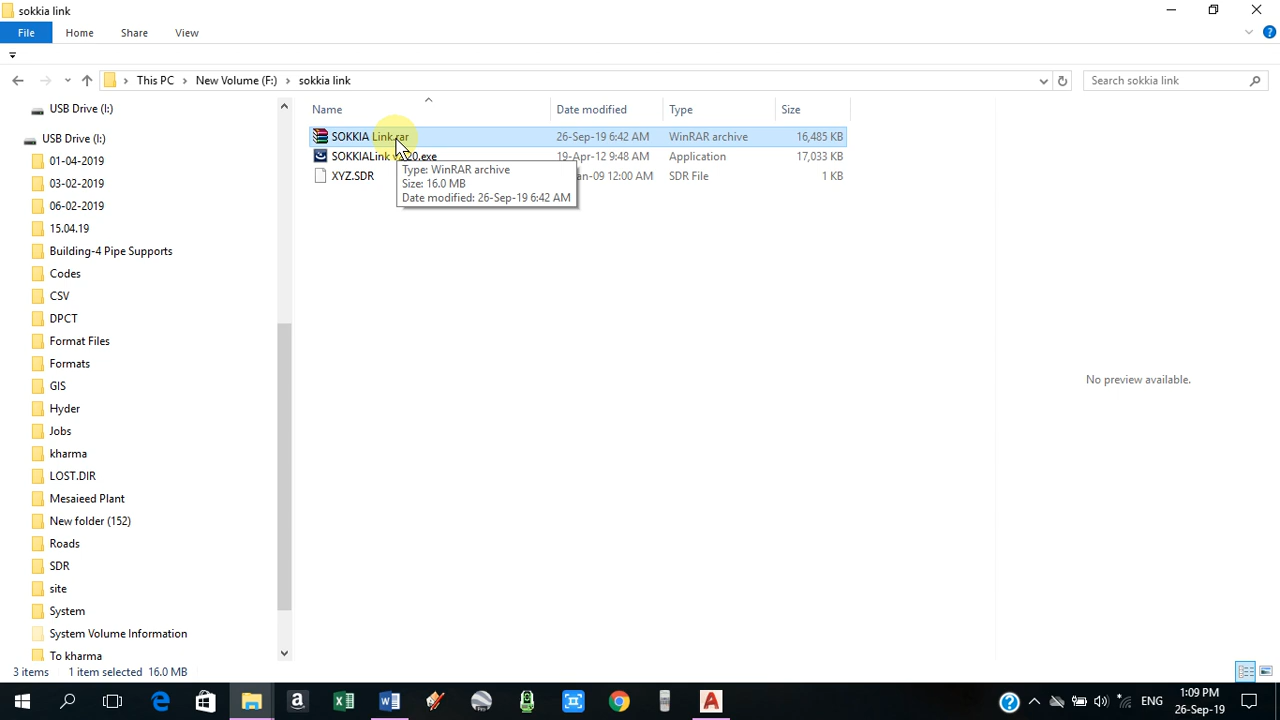 sokkia link
File Home Share View
This PC New Volume (F:) sokkia link
Search sokkia link
Name Date modified Type Size
SOKKIA Link.rar 26-Sep-19 6:42 AM WinRAR archive 16,485 KB
SOKKIALink 20.exe 19-Apr-12 9:48 AM Application 17,033 KB
XYZ.SDR an-09 12:00 AM SDR File 1 KB
Type: WinRAR archive
Size: 16.0 MB
Date modified: 26-Sep-19 6:42 AM
USB Drive (I:)
USB Drive (I:)
01-04-2019
03-02-2019
06-02-2019
15.04.19
Building-4 Pipe Supports
Codes
CSV
DPCT
Format Files
Formats
GIS
Hyder
Jobs
kharma
LOST.DIR
Mesaieed Plant
New folder (152)
Roads
SDR
site
System
System Volume Information
To kharma
No preview available.
3 items 1 item selected 16.0 MB
ENG
1:09 PM
26-Sep-19